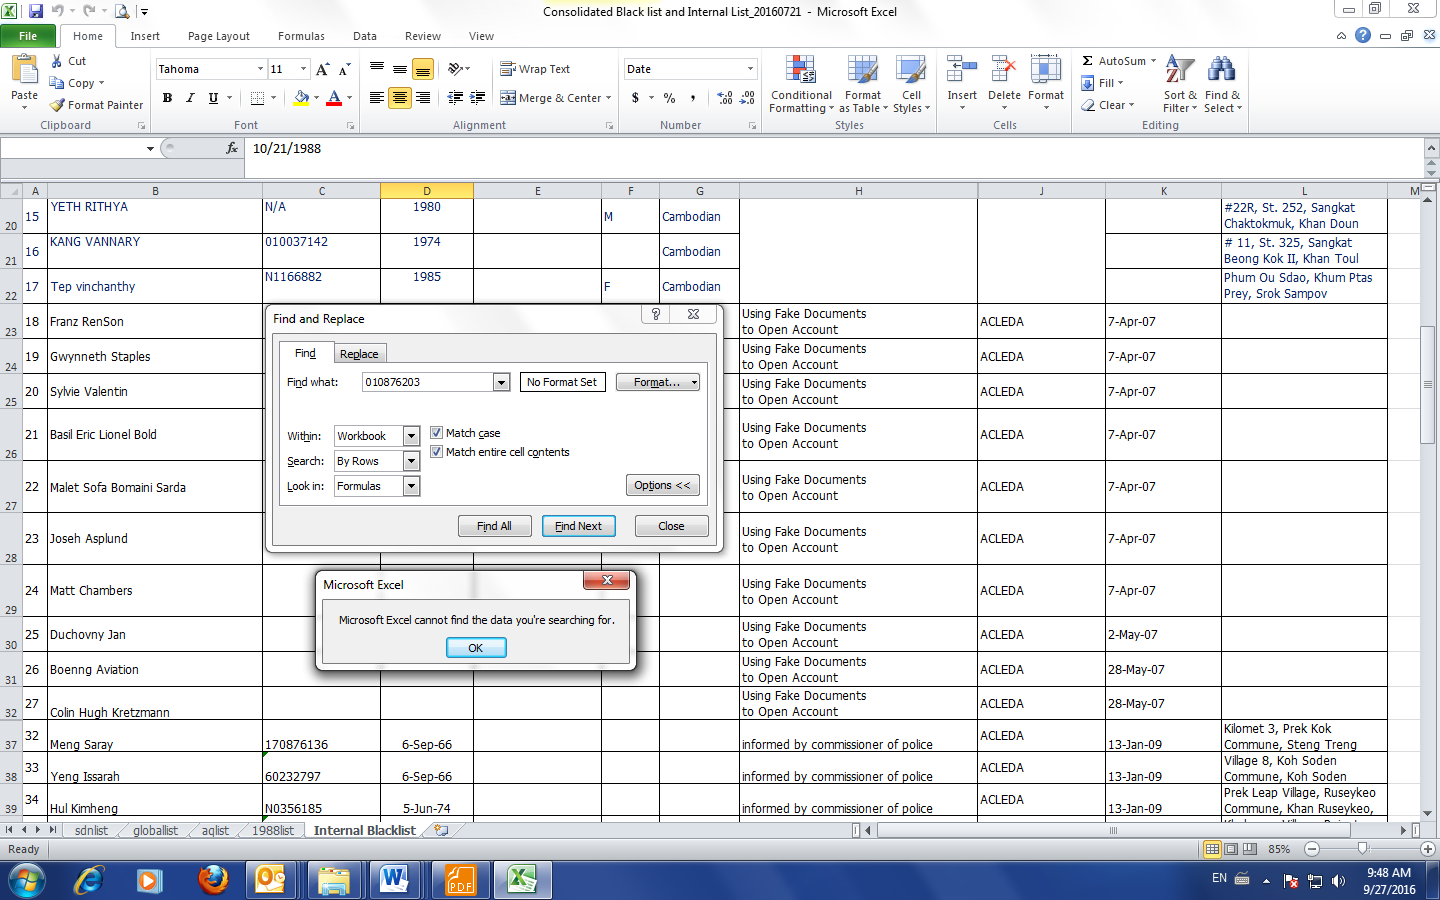 Consolidated Black list and Internal List_20160721 - Microsoft Excel
File Home Insert Page Layout Formulas Data Review View
Paste
Cut
Copy
Format Painter
Clipboard
Tahoma 11
B I U
Font
Wrap Text
Merge & Center
Alignment
Date
$ % ,
Number
Conditional Formatting
Format as Table
Cell Styles
Styles
Insert Delete Format
Cells
AutoSum
Fill
Clear
Sort & Filter
Find & Select
Editing
fx 10/21/1988
A B C D E F G H J K L M
20 15 YETH RITHYA N/A 1980 M Cambodian #22R, St. 252, Sangkat
Chaktokmuk, Khan Doun
21 16 KANG VANNARY 010037142 1974 Cambodian # 11, St. 325, Sangkat
Beong Kok II, Khan Toul
22 17 Tep vinchanthy N1166882 1985 F Cambodian Phum Ou Sdao, Khum Ptas
Prey, Srok Sampov
23 18 Franz RenSon Using Fake Documents
to Open Account ACLEDA 7-Apr-07
24 19 Gwynneth Staples Using Fake Documents
to Open Account ACLEDA 7-Apr-07
25 20 Sylvie Valentin Using Fake Documents
to Open Account ACLEDA 7-Apr-07
26 21 Basil Eric Lionel Bold Using Fake Documents
to Open Account ACLEDA 7-Apr-07
27 22 Malet Sofa Bomaini Sarda Using Fake Documents
to Open Account ACLEDA 7-Apr-07
28 23 Joseh Asplund Using Fake Documents
to Open Account ACLEDA 7-Apr-07
29 24 Matt Chambers Using Fake Documents
to Open Account ACLEDA 7-Apr-07
30 25 Duchovny Jan Using Fake Documents
to Open Account ACLEDA 2-May-07
31 26 Boenng Aviation Using Fake Documents
to Open Account ACLEDA 28-May-07
32 27 Colin Hugh Kretzmann Using Fake Documents
to Open Account ACLEDA 28-May-07
37 32 Meng Saray 170876136 6-Sep-66 informed by commissioner of police ACLEDA 13-Jan-09 Kilomet 3, Prek Kok
Commune, Steng Treng
38 33 Yeng Issarah 60232797 6-Sep-66 informed by commissioner of police ACLEDA 13-Jan-09 Village 8, Koh Soden
Commune, Koh Soden
39 34 Hul Kimheng N0356185 5-Jun-74 informed by commissioner of police ACLEDA 13-Jan-09 Prek Leap Village, Ruseykeo
Commune, Khan Ruseykeo,
Find and Replace
Find Replace
Find what: 010876203 No Format Set Format...
Within: Workbook Match case
Search: By Rows Match entire cell contents
Look in: Formulas Options <<
Find All Find Next Close
Microsoft Excel
Microsoft Excel cannot find the data you're searching for.
OK
sdnlist globallist aqlist 1988list Internal Blacklist
Ready 85%
PDF
EN 9:48 AM
9/27/2016